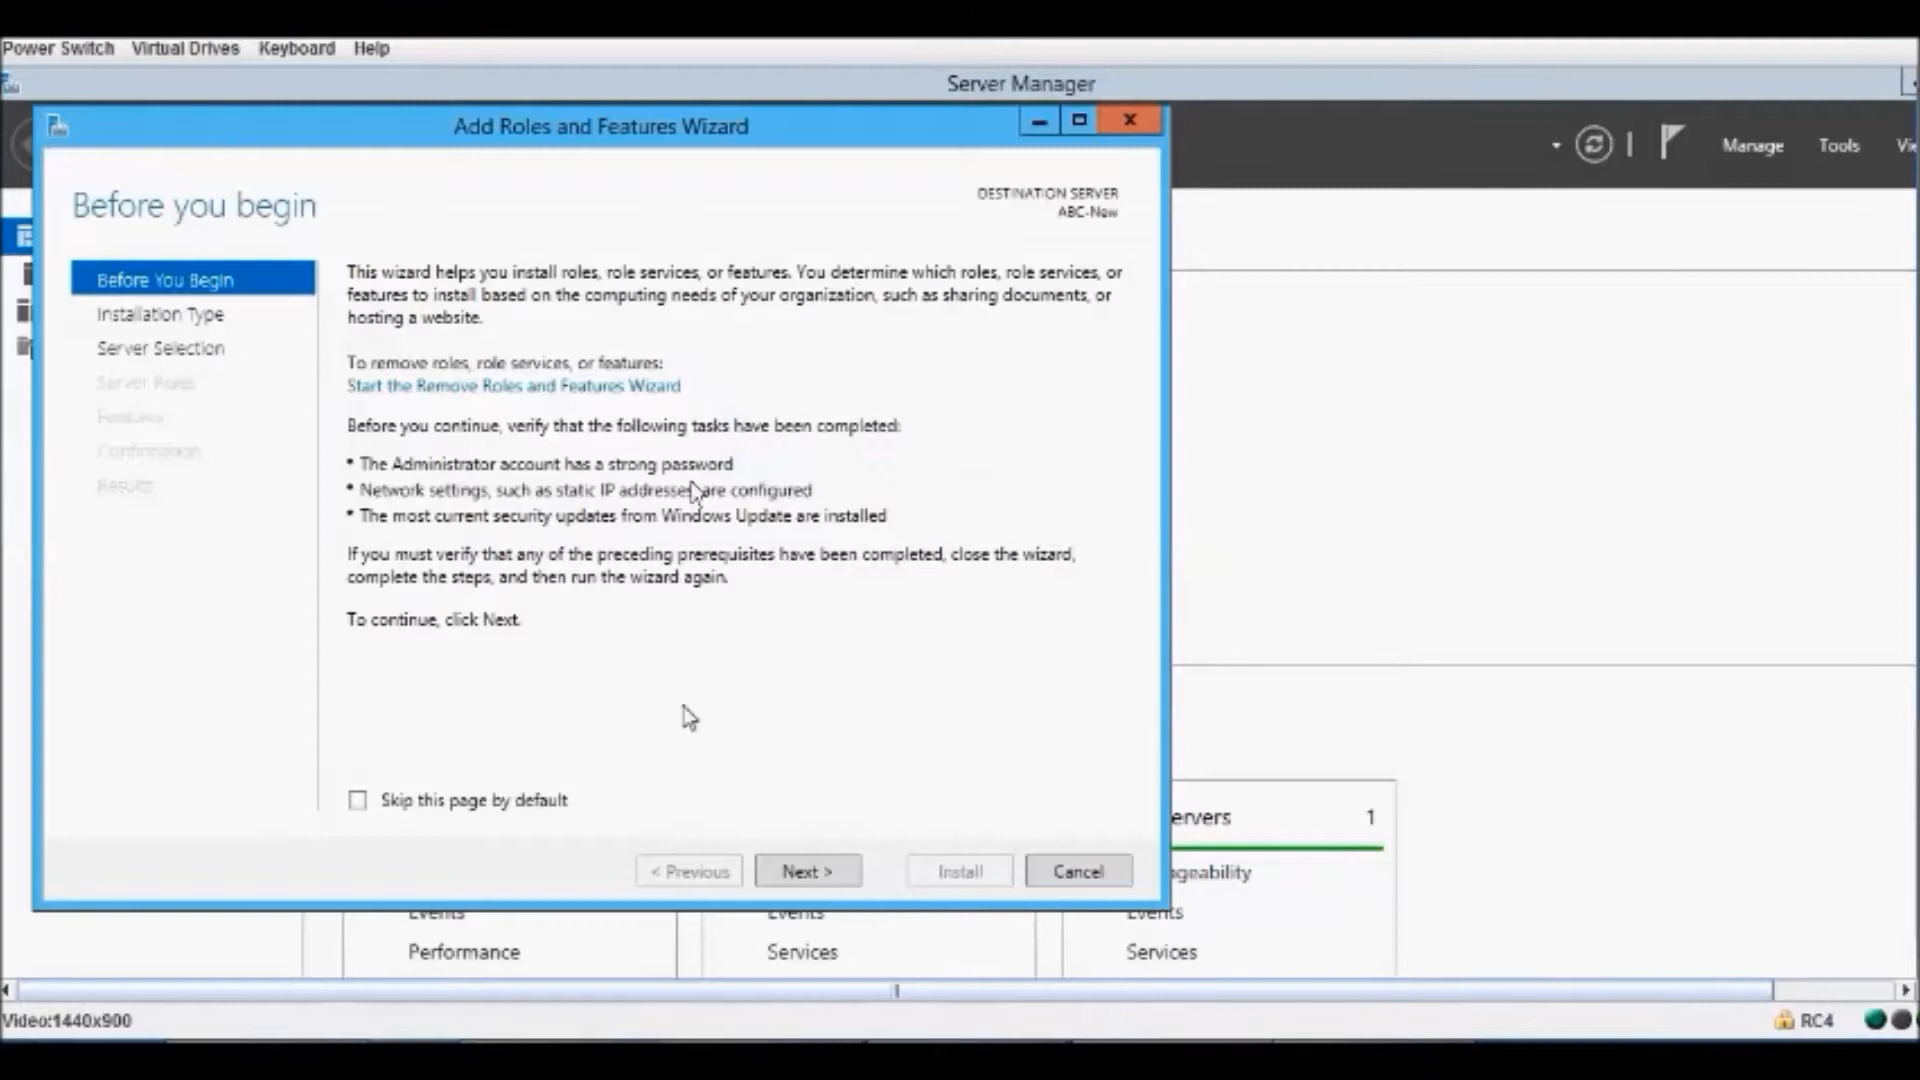 Power Switch Virtual Drives Keyboard Help
Server Manager
Add Roles and Features Wizard
Manage Tools
Before you begin
DESTINATION SERVER
ABC-New
Before You Begin
Installation Type
Server Selection
Server Roles
Features
Confirmation
Results
This wizard helps you install roles, role services, or features. You determine which roles, role services, or
features to install based on the computing needs of your organization, such as sharing documents, or
hosting a website.
To remove roles, role services, or features:
Start the Remove Roles and Features Wizard
Before you continue, verify that the following tasks have been completed:
• The Administrator account has a strong password
• Network settings, such as static IP addresses are configured
• The most current security updates from Windows Update are installed
If you must verify that any of the preceding prerequisites have been completed, close the wizard,
complete the steps, and then run the wizard again.
To continue, click Next.
Skip this page by default
< Previous Next > Install Cancel
ervers 1
geability
Events Events Events
Performance Services Services
Video:1440x900
RC4